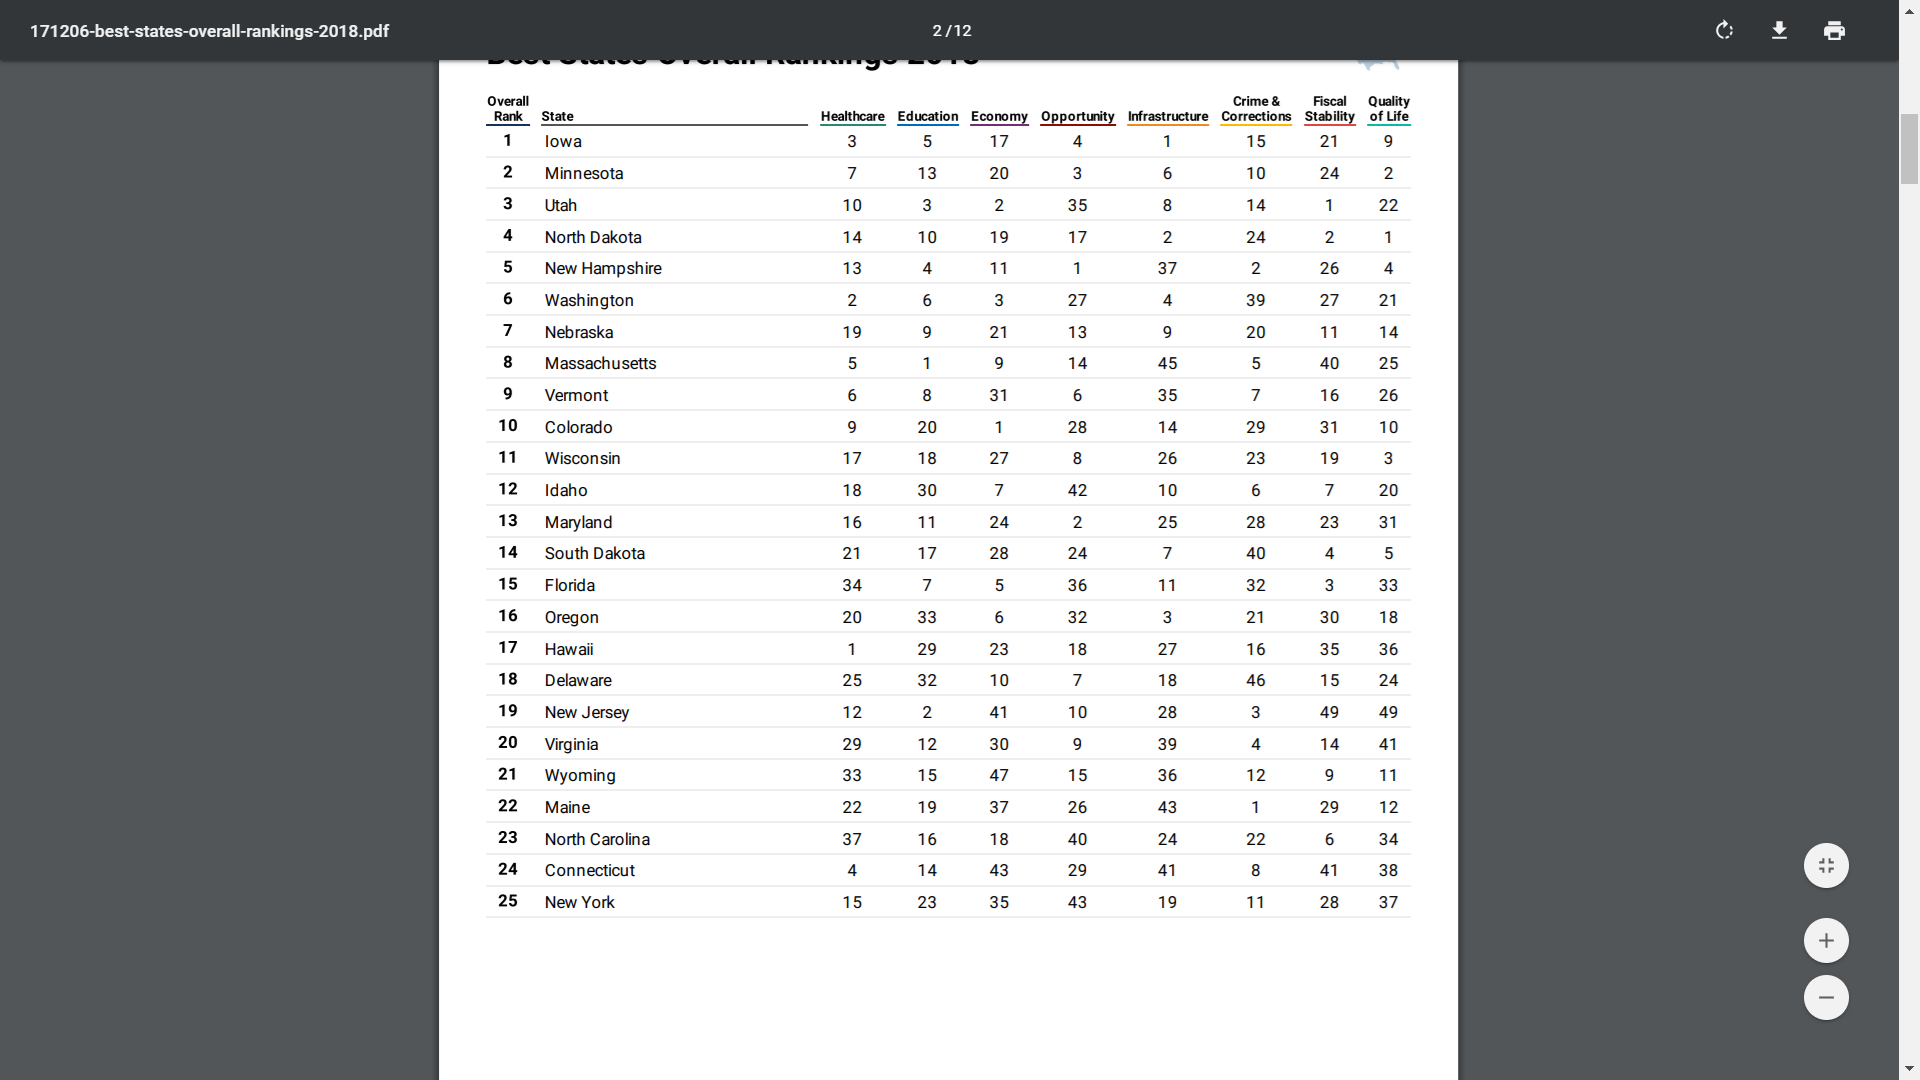 171206-best-states-overall-rankings-2018.pdf 2 / 12
Best States Overall Rankings 2018
Overall Rank State Healthcare Education Economy Opportunity Infrastructure Crime & Corrections Fiscal Stability Quality of Life
1 Iowa 3 5 17 4 1 15 21 9
2 Minnesota 7 13 20 3 6 10 24 2
3 Utah 10 3 2 35 8 14 1 22
4 North Dakota 14 10 19 17 2 24 2 1
5 New Hampshire 13 4 11 1 37 2 26 4
6 Washington 2 6 3 27 4 39 27 21
7 Nebraska 19 9 21 13 9 20 11 14
8 Massachusetts 5 1 9 14 45 5 40 25
9 Vermont 6 8 31 6 35 7 16 26
10 Colorado 9 20 1 28 14 29 31 10
11 Wisconsin 17 18 27 8 26 23 19 3
12 Idaho 18 30 7 42 10 6 7 20
13 Maryland 16 11 24 2 25 28 23 31
14 South Dakota 21 17 28 24 7 40 4 5
15 Florida 34 7 5 36 11 32 3 33
16 Oregon 20 33 6 32 3 21 30 18
17 Hawaii 1 29 23 18 27 16 35 36
18 Delaware 25 32 10 7 18 46 15 24
19 New Jersey 12 2 41 10 28 3 49 49
20 Virginia 29 12 30 9 39 4 14 41
21 Wyoming 33 15 47 15 36 12 9 11
22 Maine 22 19 37 26 43 1 29 12
23 North Carolina 37 16 18 40 24 22 6 34
24 Connecticut 4 14 43 29 41 8 41 38
25 New York 15 23 35 43 19 11 28 37